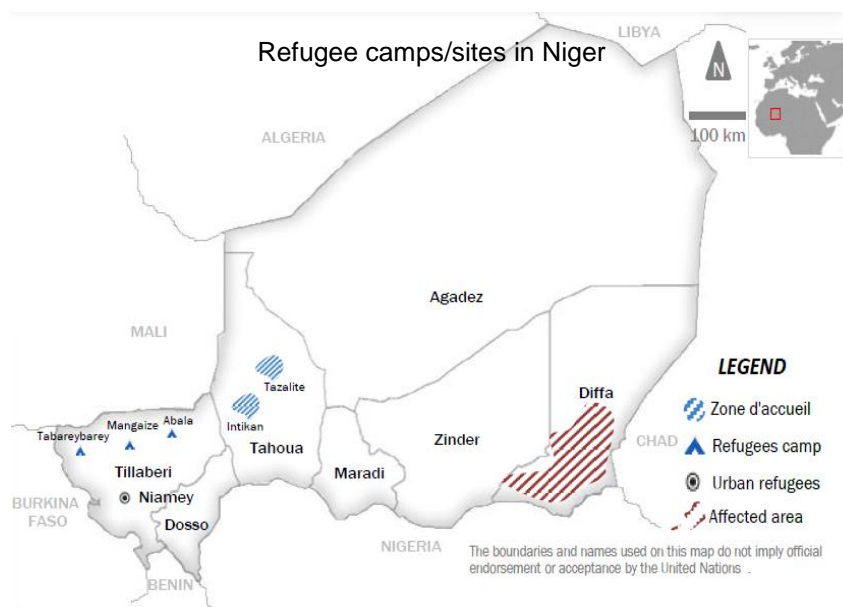 LIBYA
Refugee camps/sites in Niger
N
100 km
ALGERIA
Agadez
MALI
Tazalite
LEGEND
Diffa
Zone d'accueil
Abala
Mangaize
Intikan
Tabareybarey
Zinder
CHAD
Refugees camp
Tahoua
Tillaberi
Maradi
Urban refugees
Niamey
BURKINA
FASO
Dosso
Affected area
NIGERIA
The boundaries and names used on this map do not imply official
endorsement or acceptance by the United Nations .
BENIN